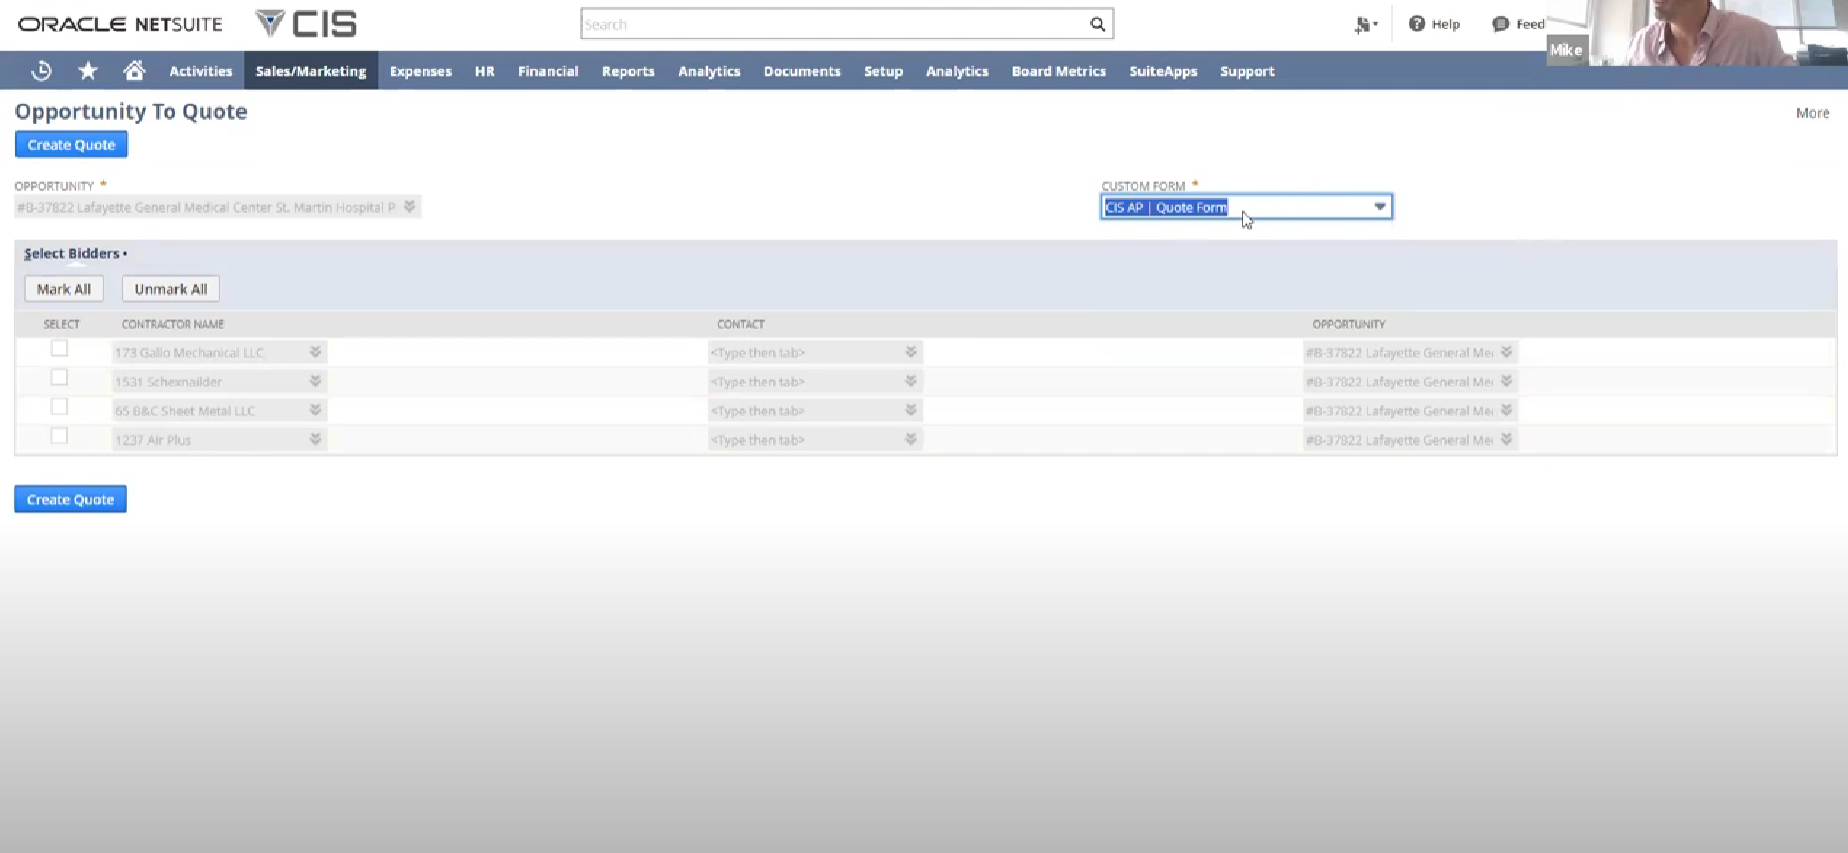 ORACLE NETSUITE CIS Search Help Feed
Mike
Activities Sales/Marketing Expenses HR Financial Reports Analytics Documents Setup Analytics Board Metrics SuiteApps Support
Opportunity To Quote More
Create Quote
OPPORTUNITY * CUSTOM FORM *
#B-37822 Lafayette General Medical Center St. Martin Hospital P CIS AP | Quote Form
Select Bidders •
Mark All Unmark All
SELECT CONTRACTOR NAME CONTACT OPPORTUNITY
173 Gallo Mechanical LLC <Type then tab> #B-37822 Lafayette General Me
1531 Schexnailder <Type then tab> #B-37822 Lafayette General Me
65 B&C Sheet Metal LLC <Type then tab> #B-37822 Lafayette General Me
1237 Air Plus <Type then tab> #B-37822 Lafayette General Me
Create Quote